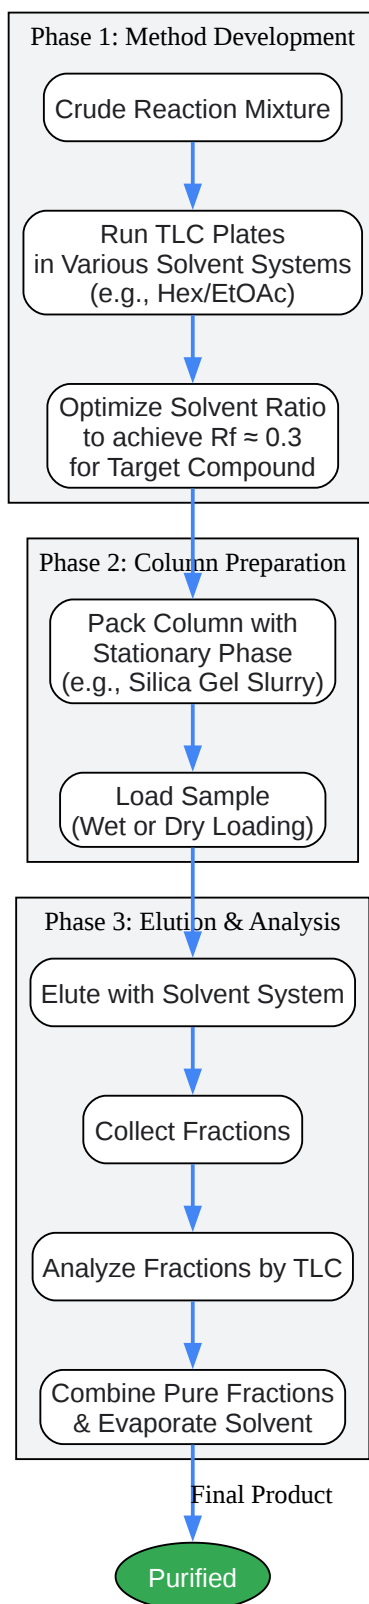 Phase 1: Method Development
Crude Reaction Mixture
Run TLC Plates
in Various Solvent Systems
(e.g., Hex/EtOAc)
Optimize Solvent Ratio
to achieve Rf ≈ 0.3
for Target Compound
Phase 2: Column Preparation
Pack Column with
Stationary Phase
(e.g., Silica Gel Slurry)
Load Sample
(Wet or Dry Loading)
Phase 3: Elution & Analysis
Elute with Solvent System
Collect Fractions
Analyze Fractions by TLC
Combine Pure Fractions
& Evaporate Solvent
Final Product
Purified